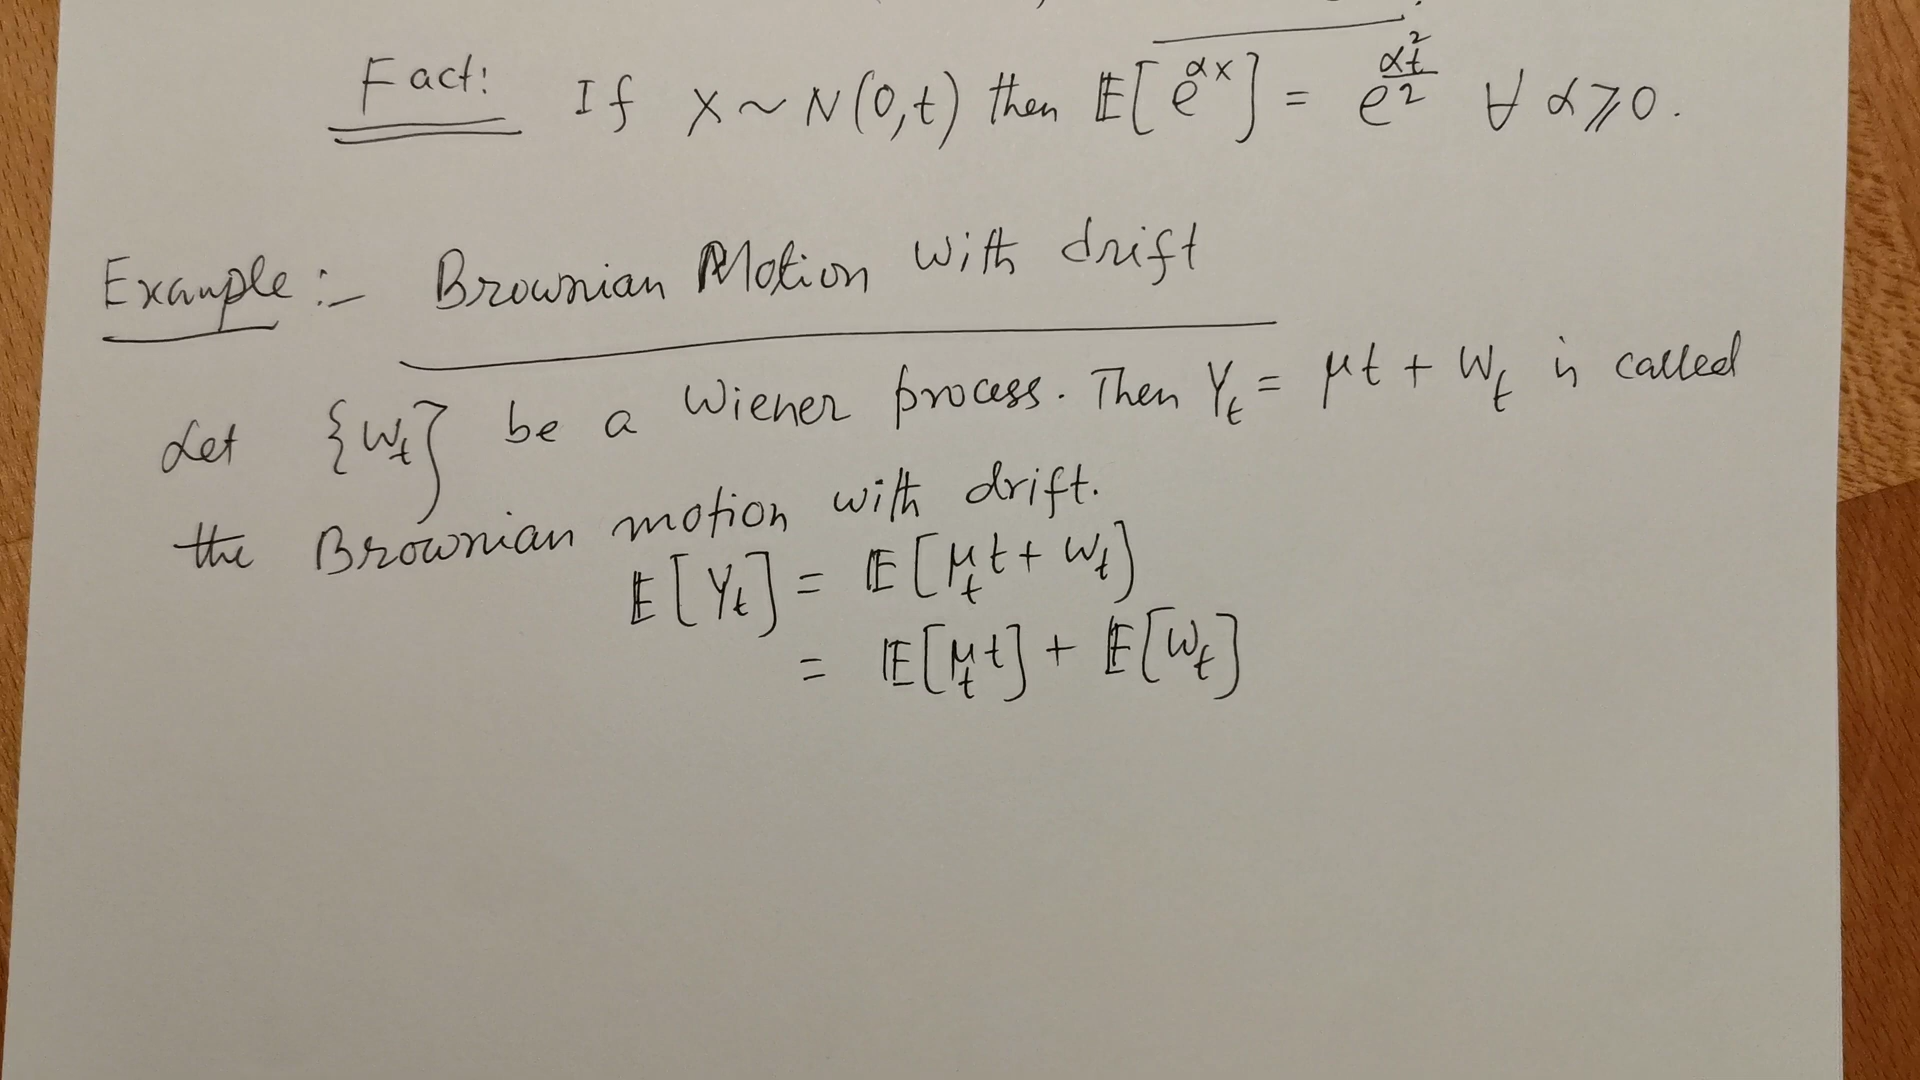 Fact: If X ~ N(0,t) then 𝔼[e^{αX}] = e^{α²t/2} ∀ α ⩾ 0.
Example :- Brownian Motion with drift
Let {W_t} be a Wiener process. Then Y_t = μt + W_t is called
the Brownian motion with drift.
𝔼[Y_t] = 𝔼[μ_t t + W_t]
= 𝔼[μ_t t] + 𝔼[W_t]